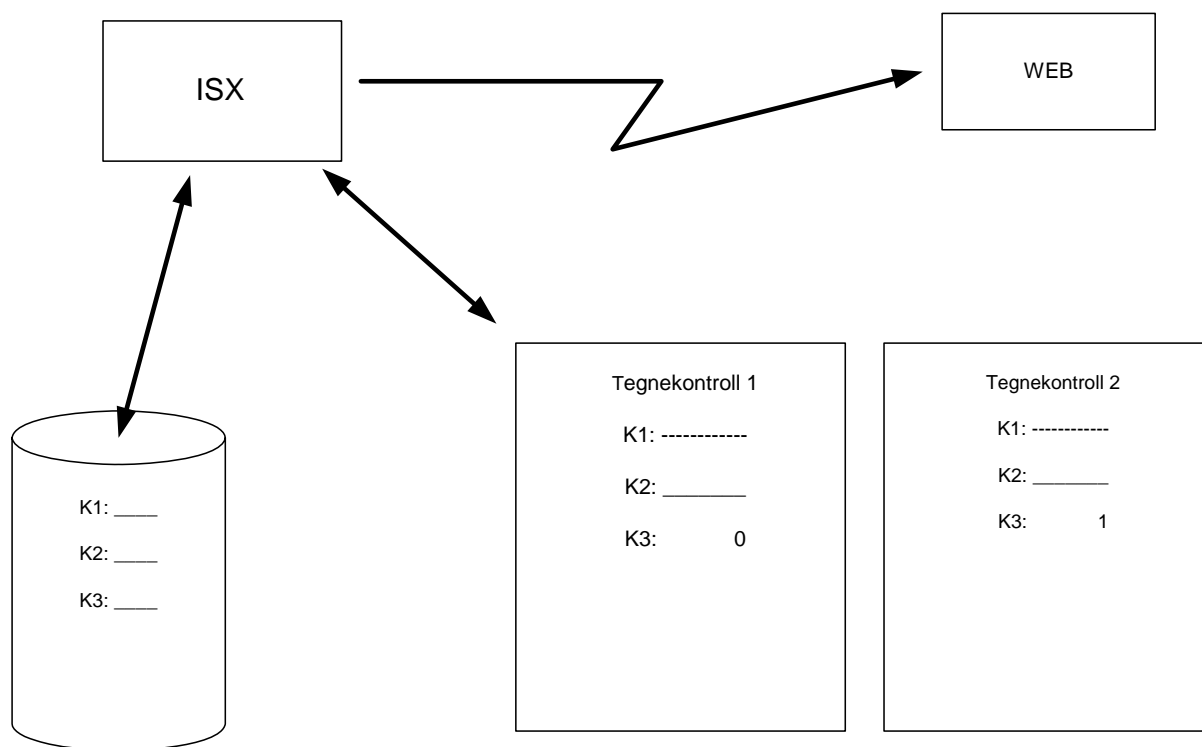 ISX
WEB
Tegnekontroll 1
K1: ------------
K2: _______
K3: 0
Tegnekontroll 2
K1: ------------
K2: _______
K3: 1
K1: ____
K2: ____
K3: ____